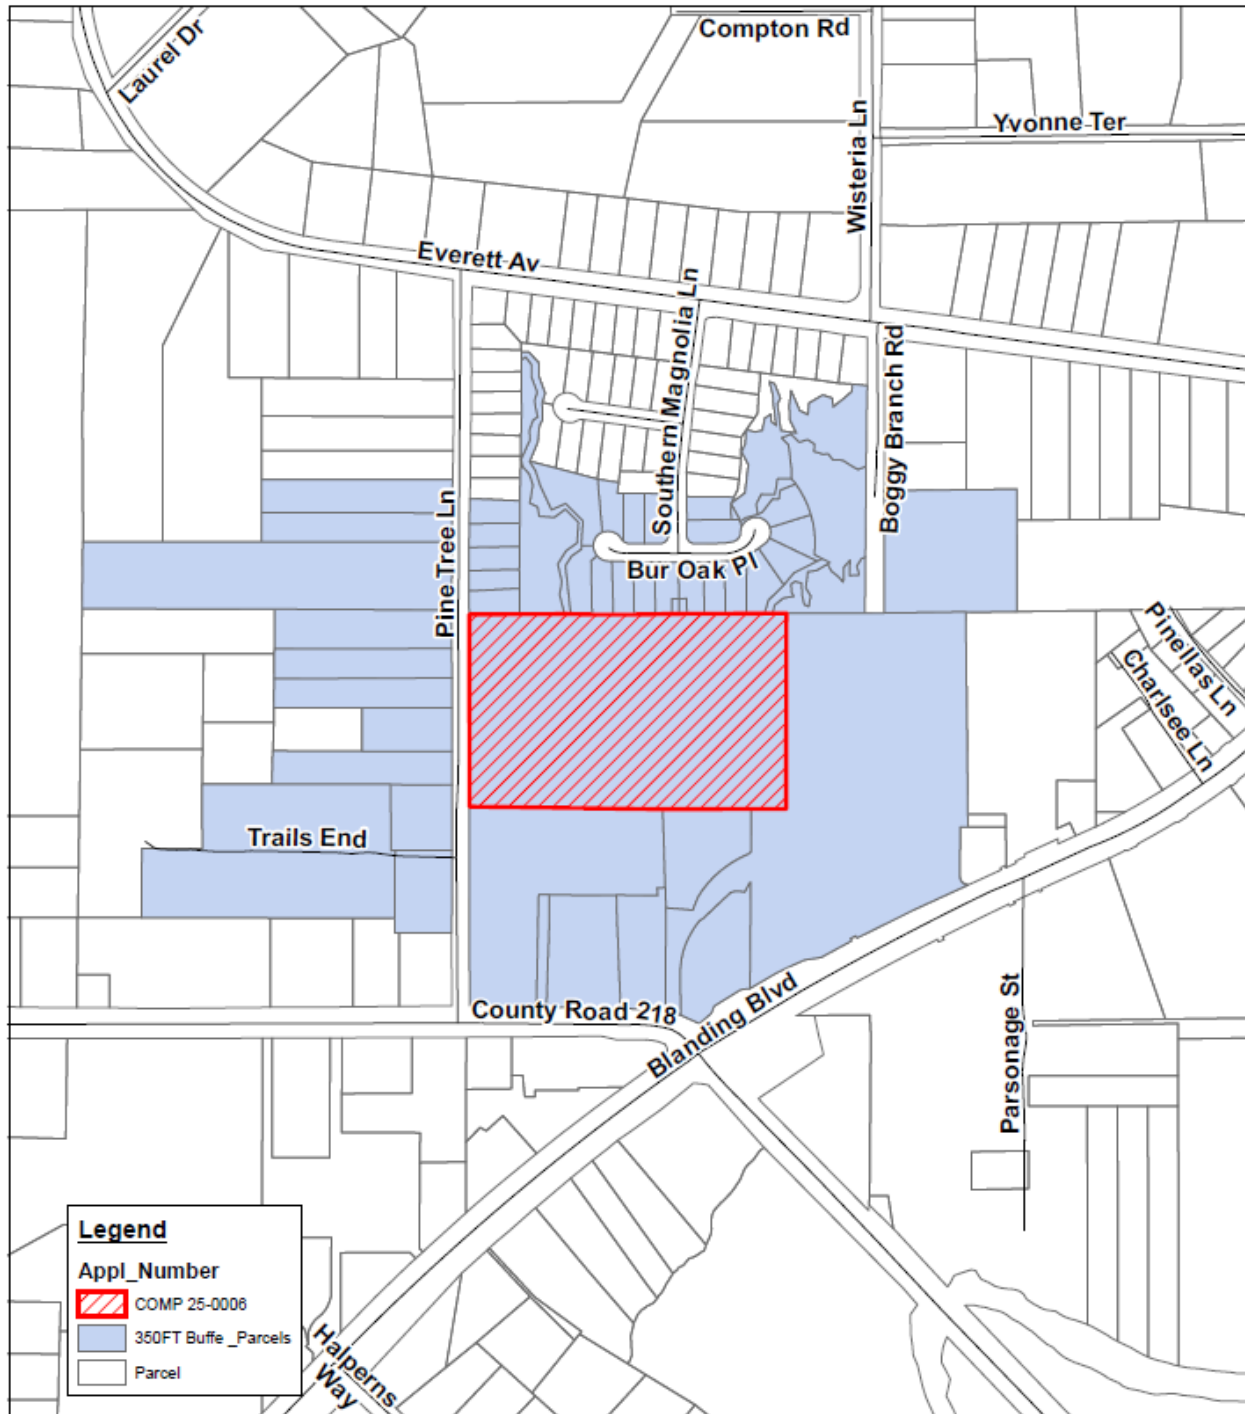 Compton Rd
Laurel Dr
Yvonne Ter
Wisteria Ln
Everett Av
Southern Magnolia Ln
Boggy Branch Rd
Pine Tree Ln
Bur Oak Pl
Pinellas Ln
Charlsee Ln
Trails End
County Road 218
Blanding Blvd
Parsonage St
Halperns
Way
Legend
Appl_Number
COMP 25-0006
350FT Buffe _Parcels
Parcel